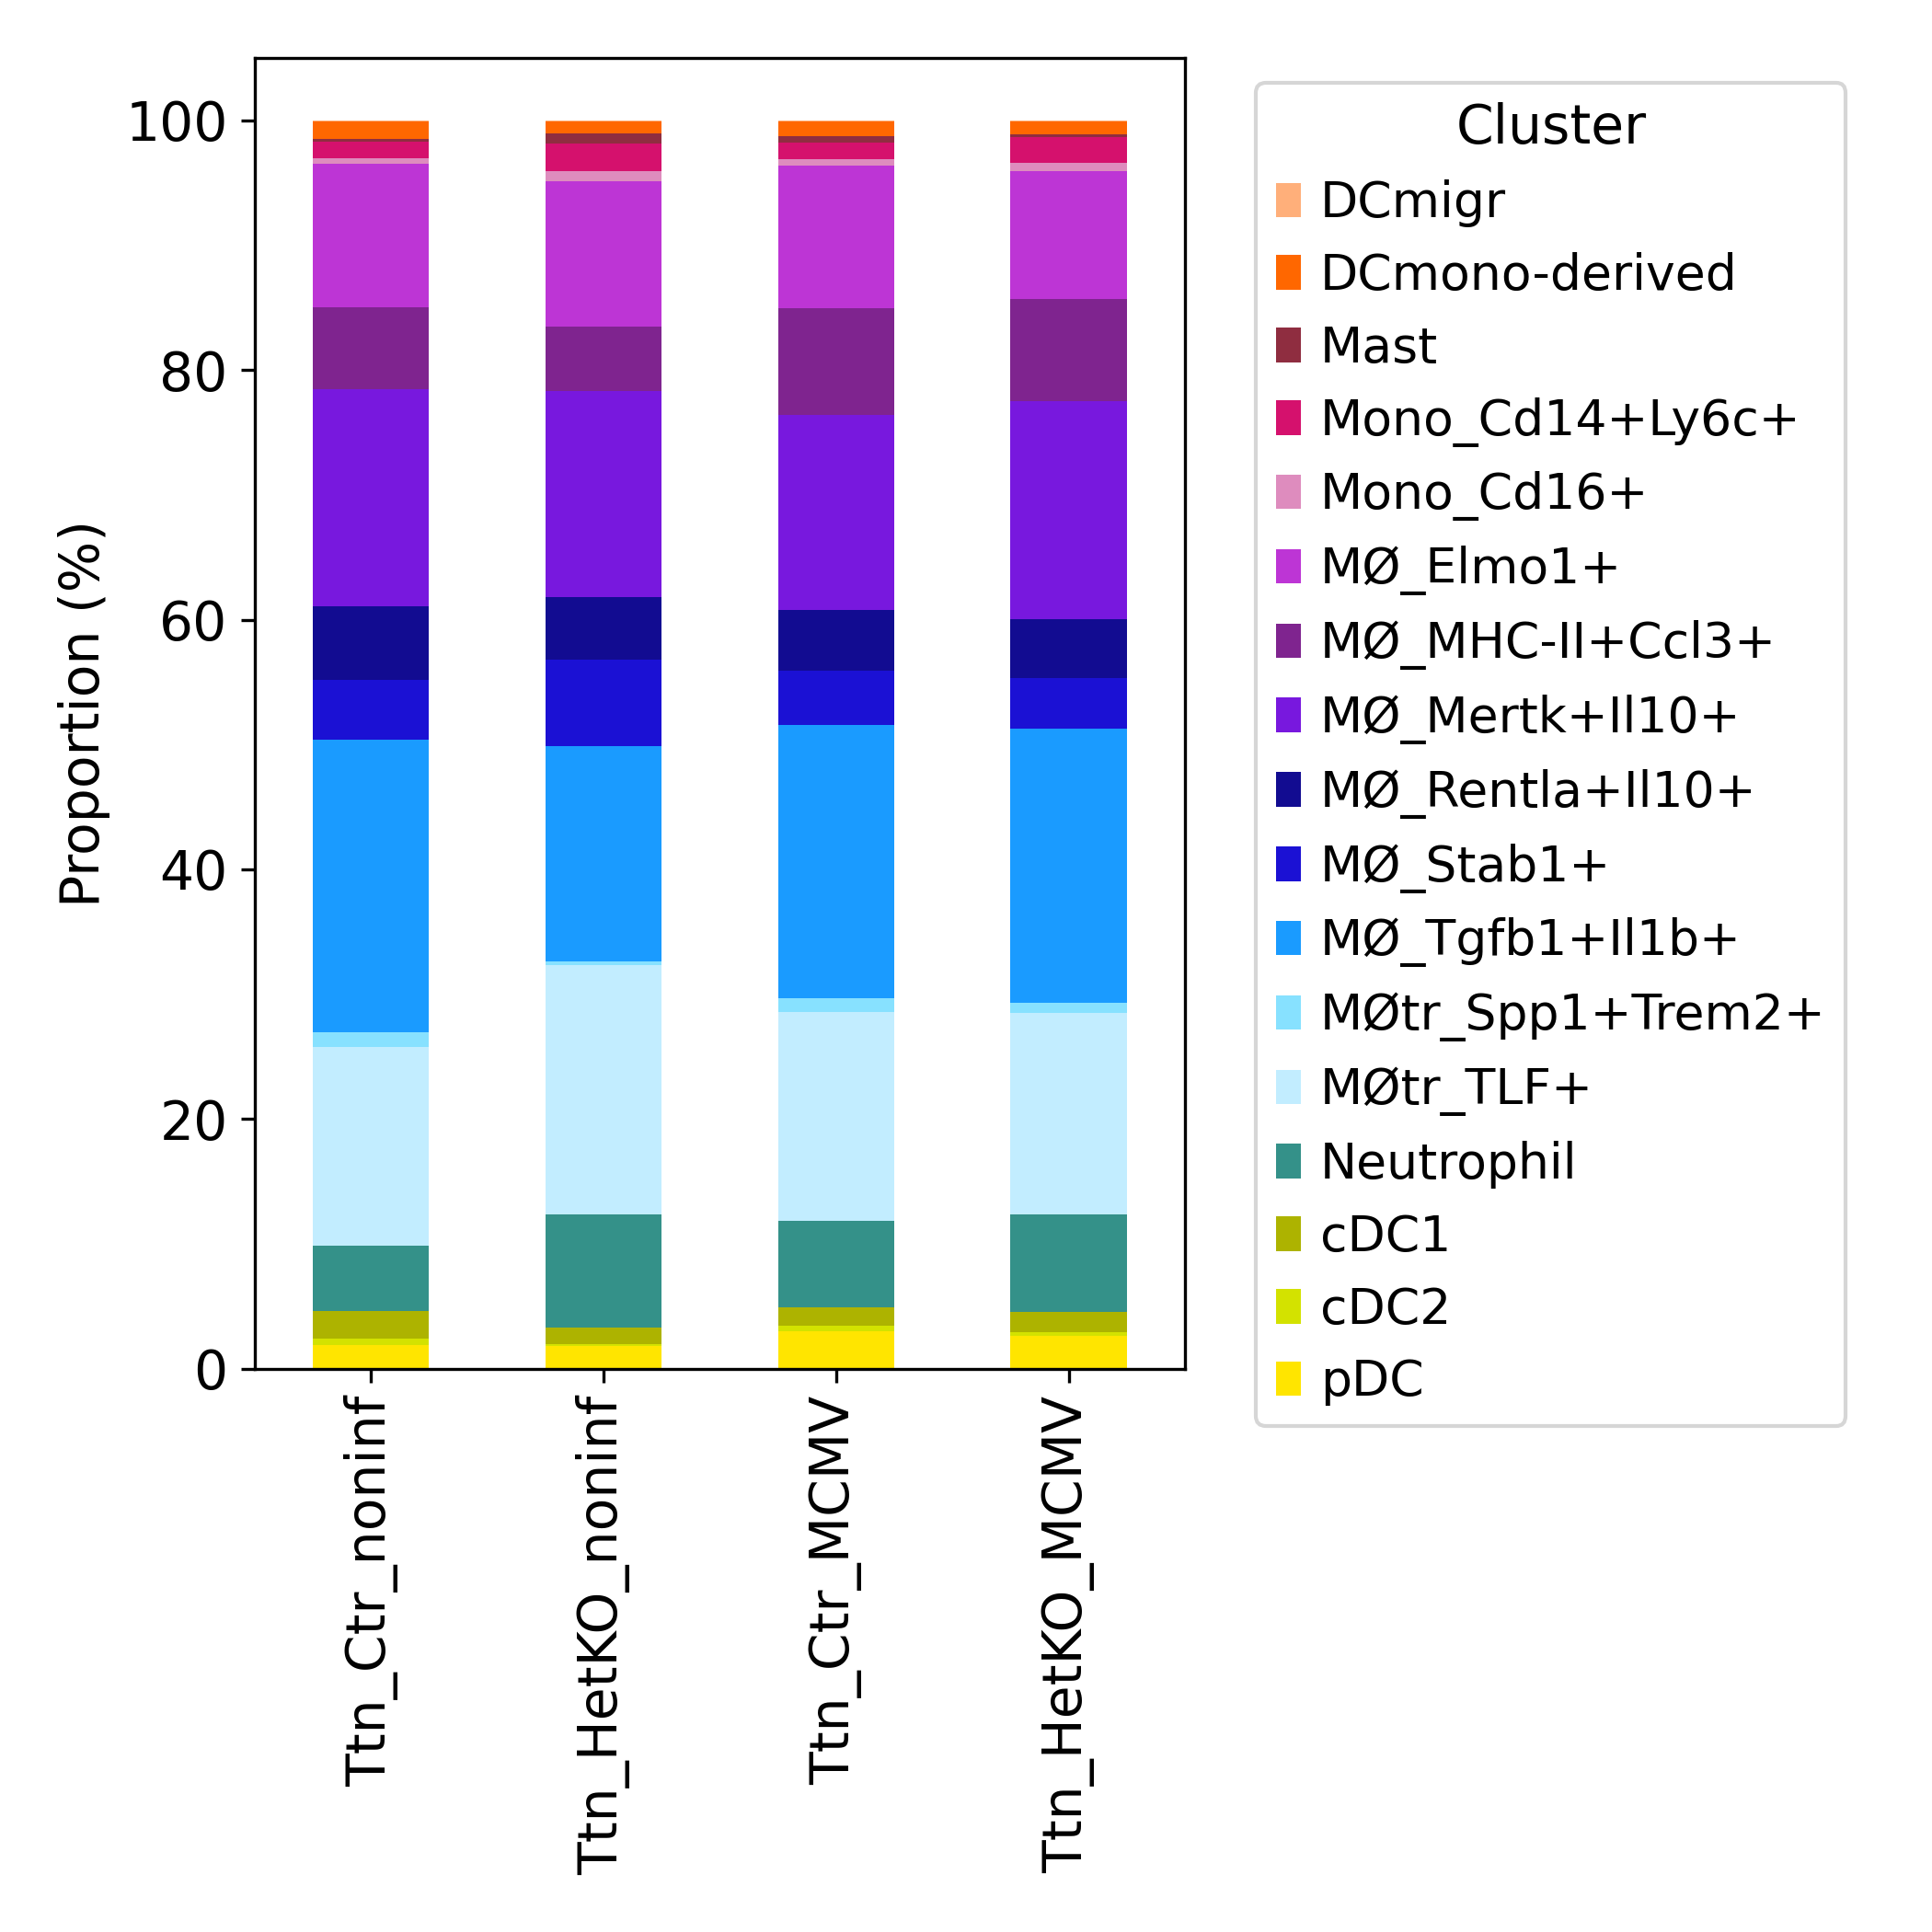 Proportion (%)
100
80
60
40
20
0
Ttn_Ctr_noninf
Ttn_HetKO_noninf
Ttn_Ctr_MCMV
Ttn_HetKO_MCMV
Cluster
DCmigr
DCmono-derived
Mast
Mono_Cd14+Ly6c+
Mono_Cd16+
MØ_Elmo1+
MØ_MHC-II+Ccl3+
MØ_Mertk+Il10+
MØ_Rentla+Il10+
MØ_Stab1+
MØ_Tgfb1+Il1b+
MØtr_Spp1+Trem2+
MØtr_TLF+
Neutrophil
cDC1
cDC2
pDC